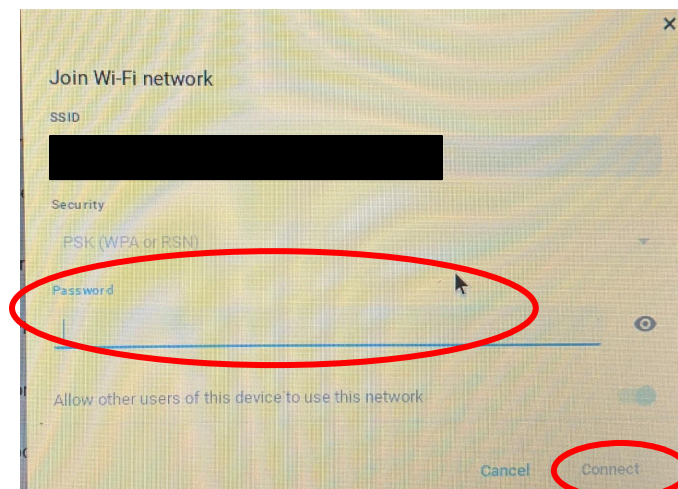 Join Wi-Fi network
SSID
Security
PSK (WPA or RSN)
Password
Allow other users of this device to use this network
Cancel Connect